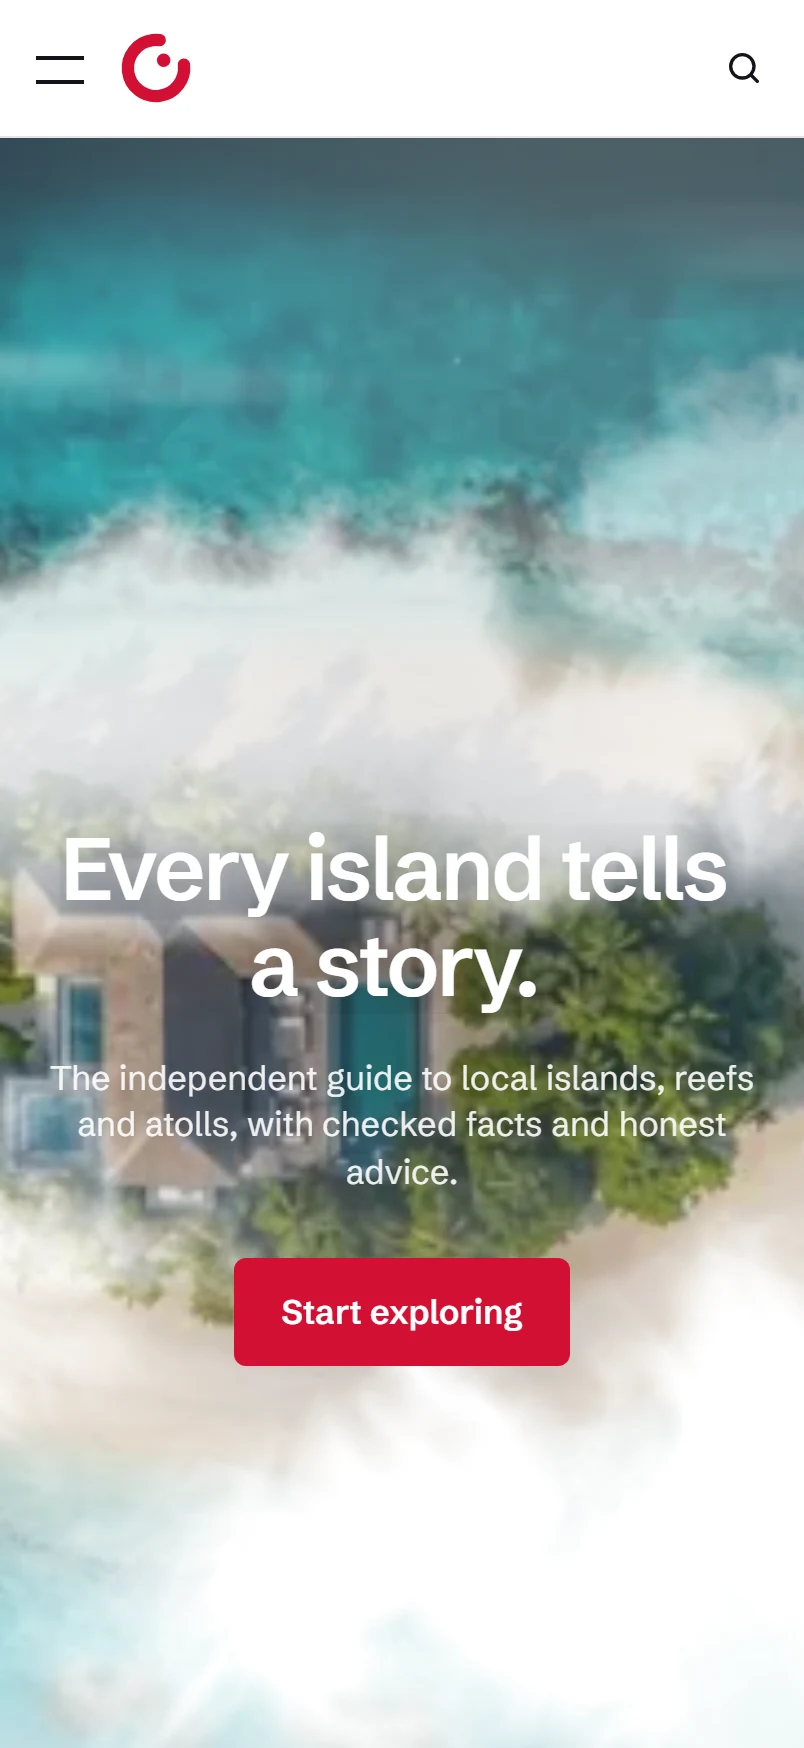 Every island tells
a story.
The independent guide to local islands, reefs
and atolls, with checked facts and honest
advice.
Start exploring